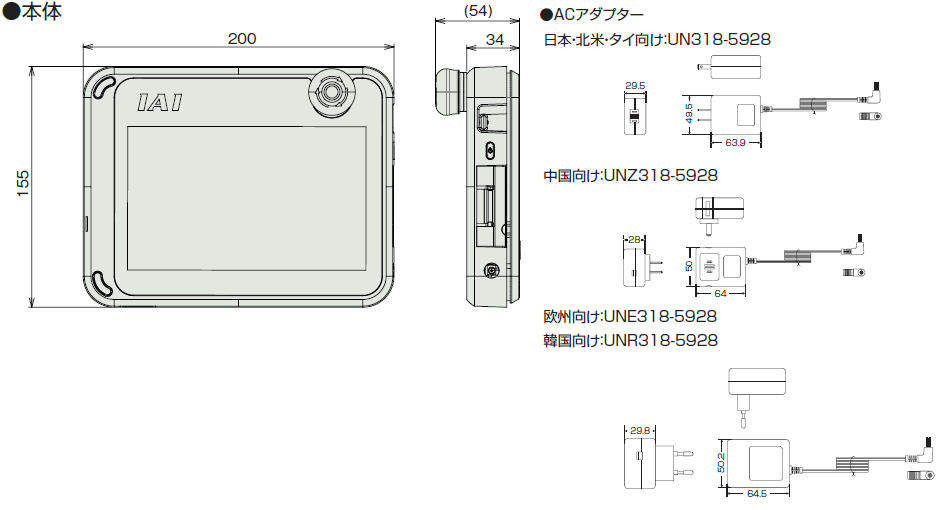 ●本体
(54)
200
34
155
IAI
●ACアダプター
日本・北米・タイ向け:UN318-5928
29.5
49.5
63.9
中国向け:UNZ318-5928
28
50
64
欧州向け:UNE318-5928
韓国向け:UNR318-5928
29.8
50.2
64.5